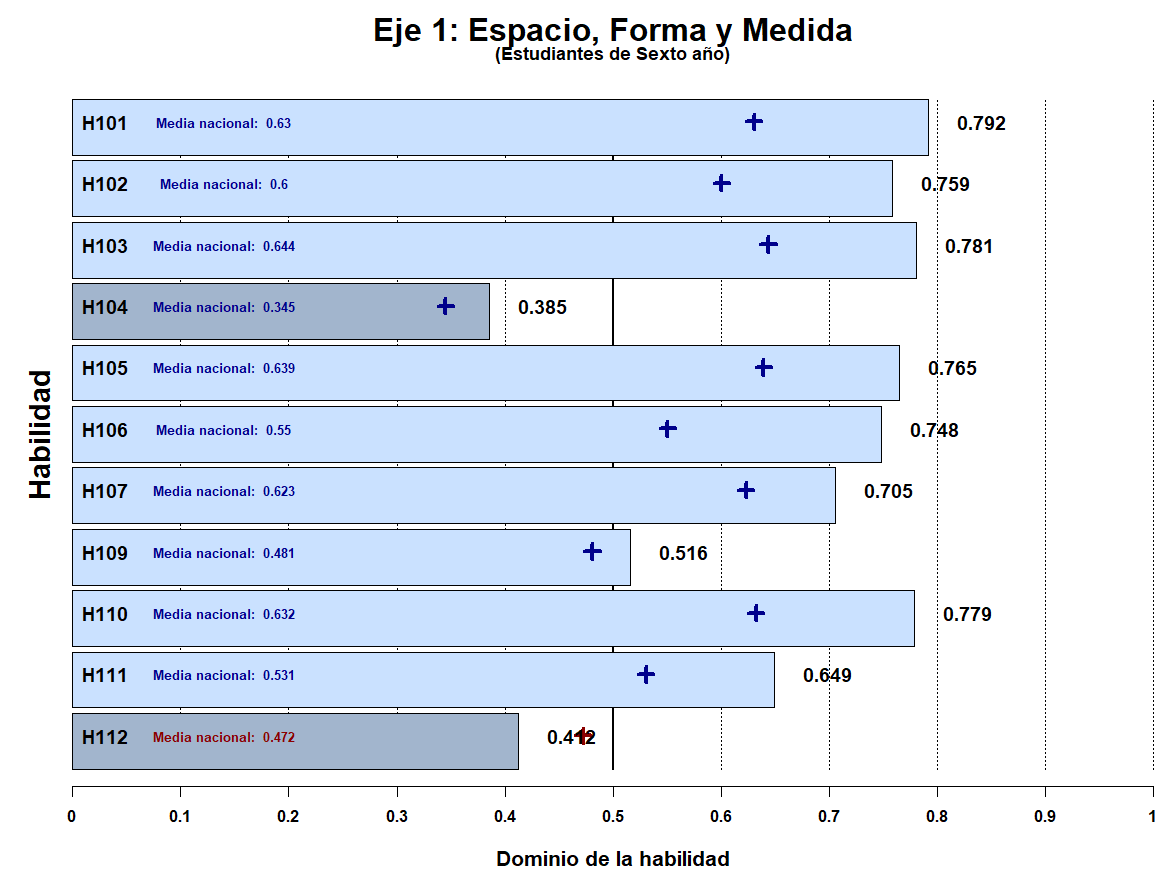 Eje 1: Espacio, Forma y Medida
(Estudiantes de Sexto año)
Habilidad
H101 Media nacional: 0.63 0.792
H102 Media nacional: 0.6 0.759
H103 Media nacional: 0.644 0.781
H104 Media nacional: 0.345 0.385
H105 Media nacional: 0.639 0.765
H106 Media nacional: 0.55 0.748
H107 Media nacional: 0.623 0.705
H109 Media nacional: 0.481 0.516
H110 Media nacional: 0.632 0.779
H111 Media nacional: 0.531 0.649
H112 Media nacional: 0.472 0.412
0 0.1 0.2 0.3 0.4 0.5 0.6 0.7 0.8 0.9 1
Dominio de la habilidad